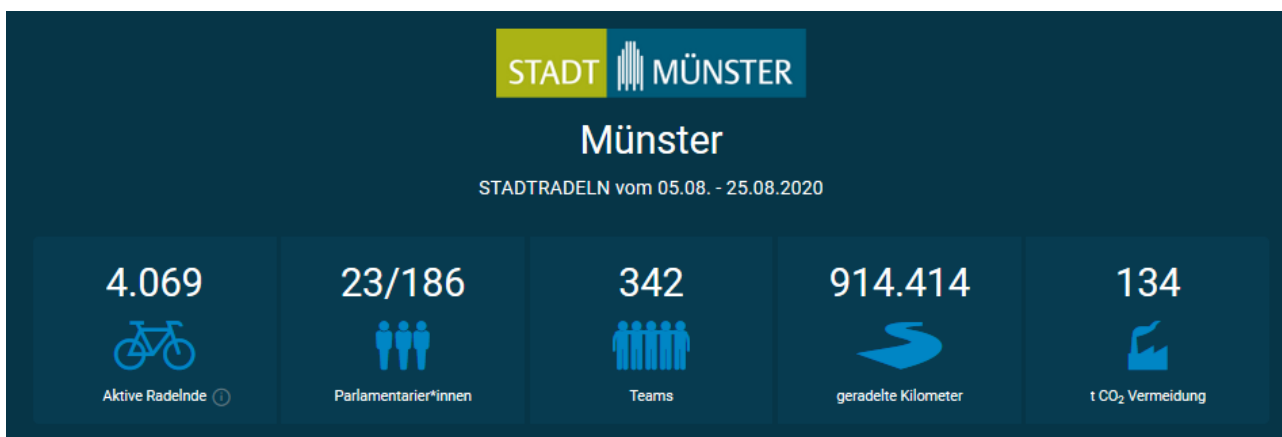 STADT MÜNSTER
Münster
STADTRADELN vom 05.08. - 25.08.2020
4.069
23/186
342
914.414
134
Aktive Radelnde i
Parlamentarier*innen
Teams
geradelte Kilometer
t CO₂ Vermeidung